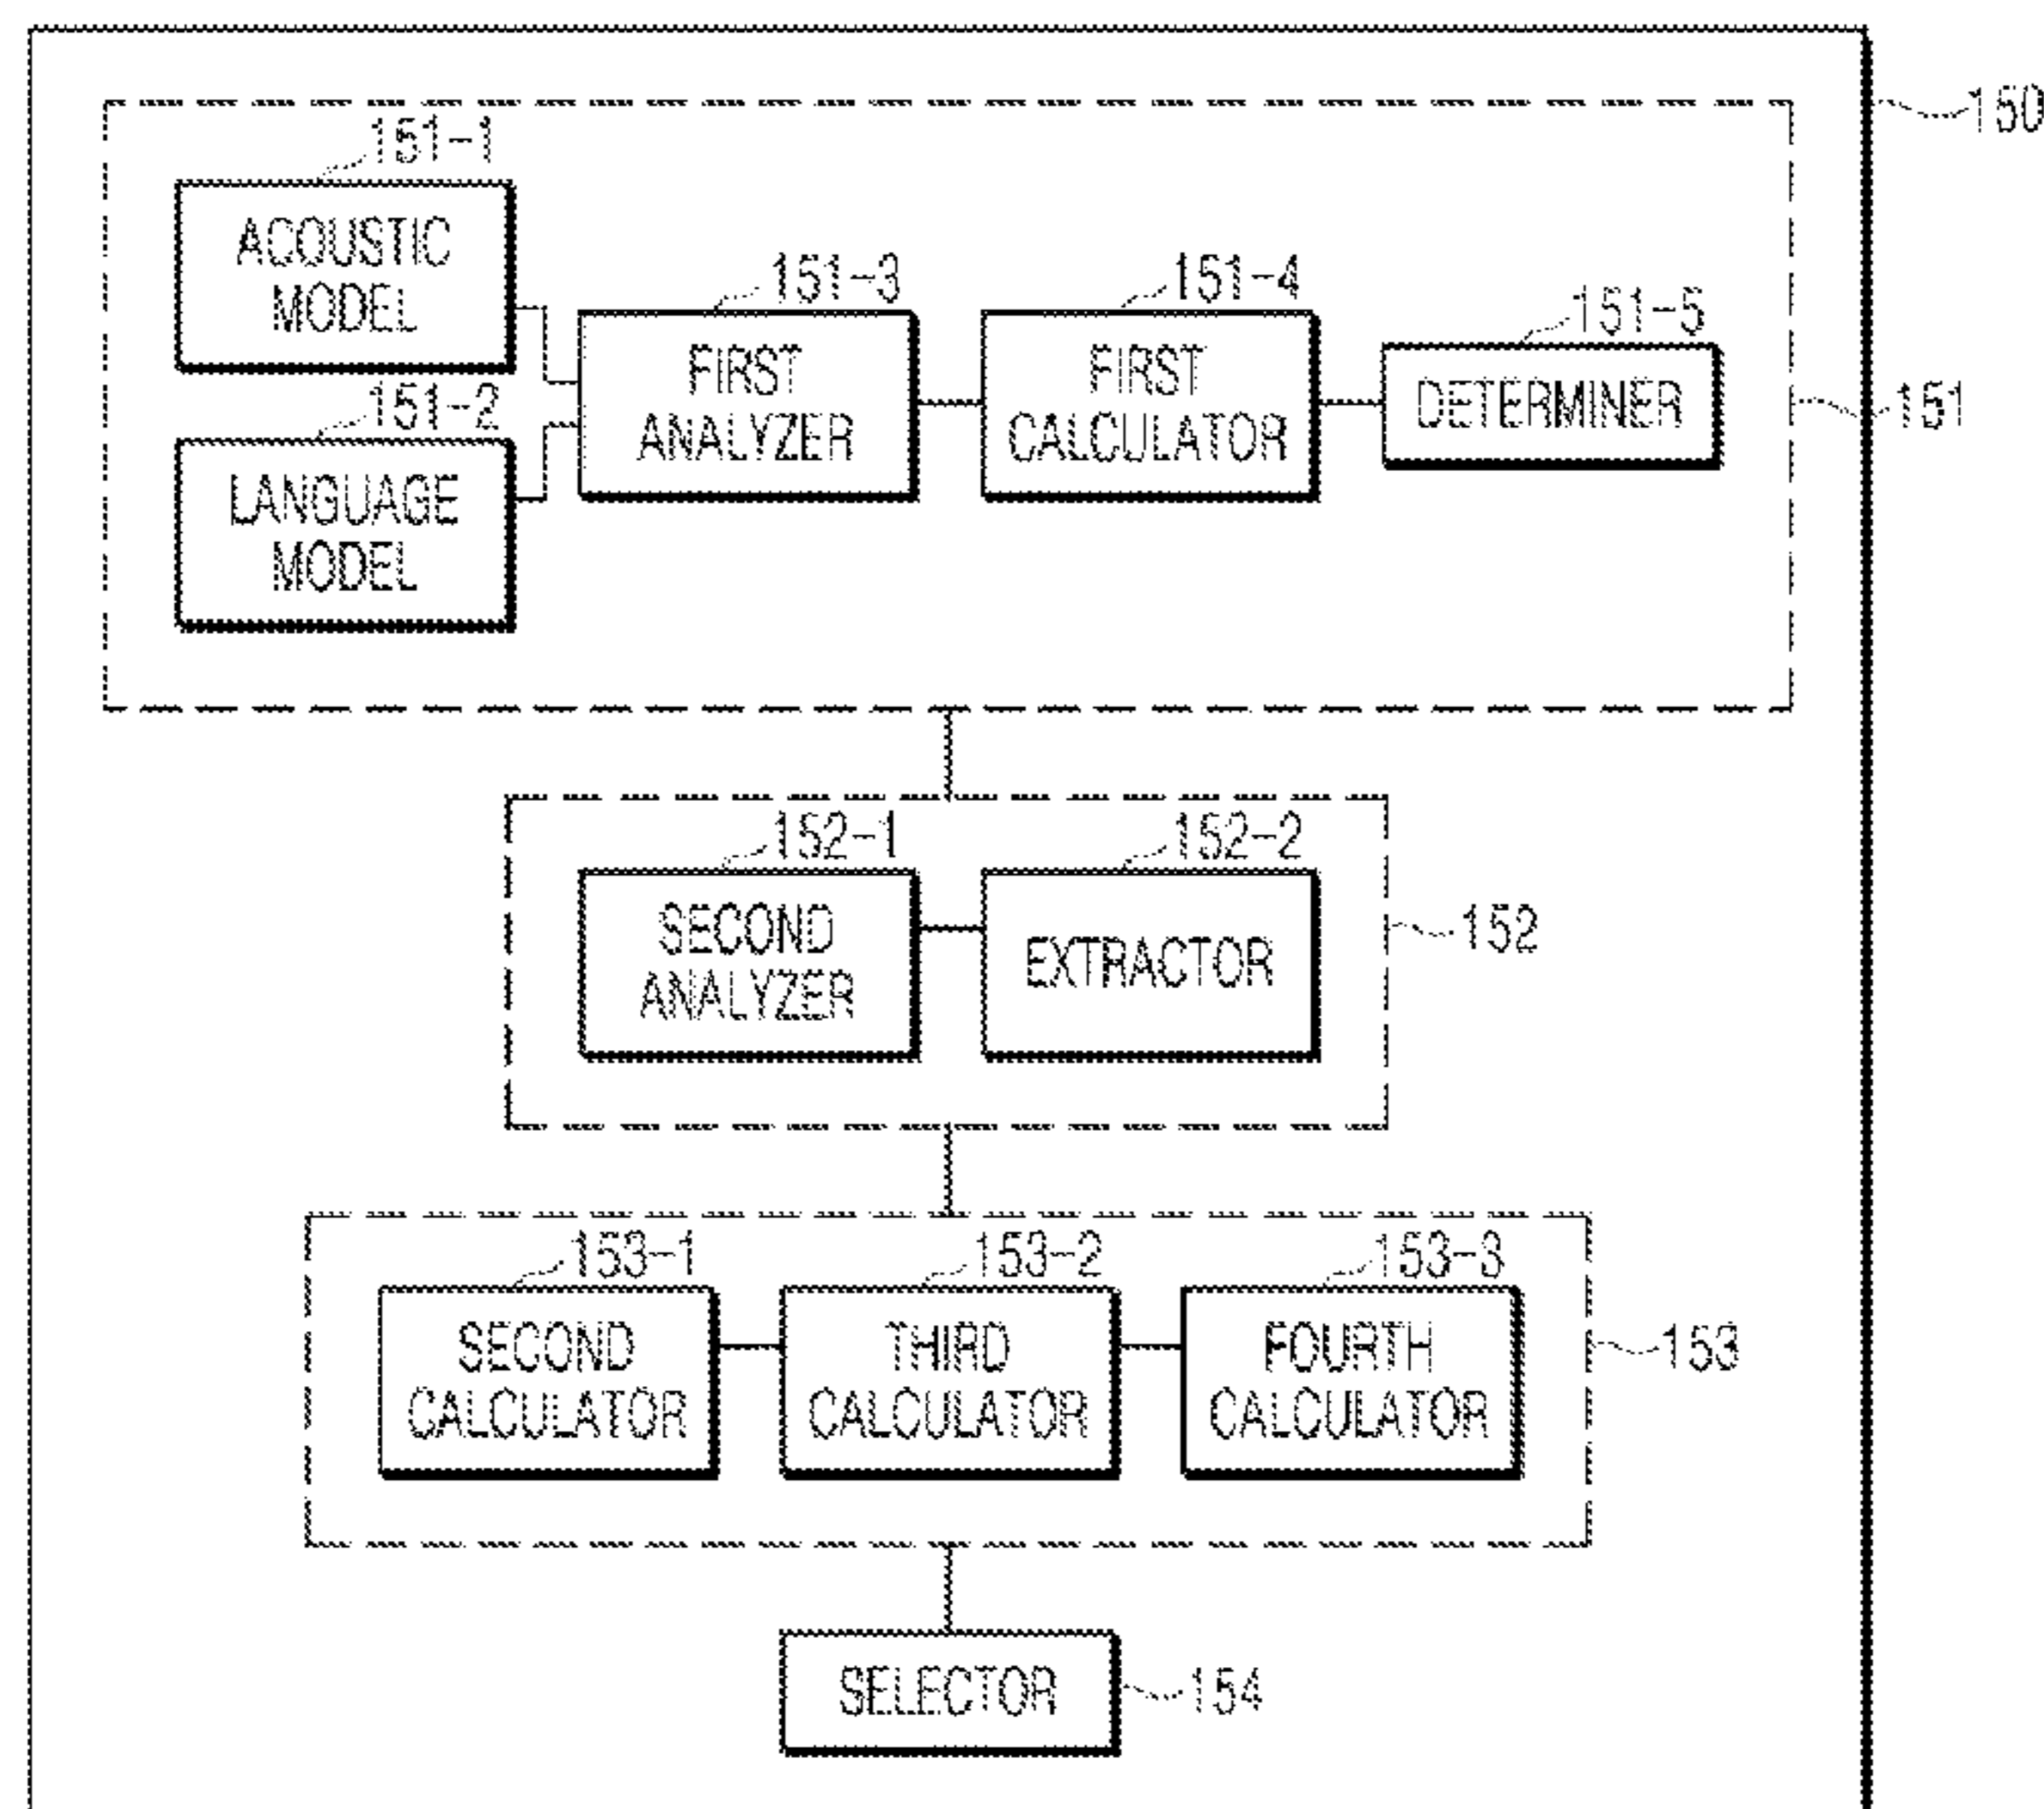 150
151-1
ACOUSTIC
MODEL
151-2
LANGUAGE
MODEL
151-3
FIRST
ANALYZER
151-4
FIRST
CALCULATOR
151-5
DETERMINER
151
152-1
SECOND
ANALYZER
152-2
EXTRACTOR
152
153-1
SECOND
CALCULATOR
153-2
THIRD
CALCULATOR
153-3
FOURTH
CALCULATOR
153
SELECTOR
154